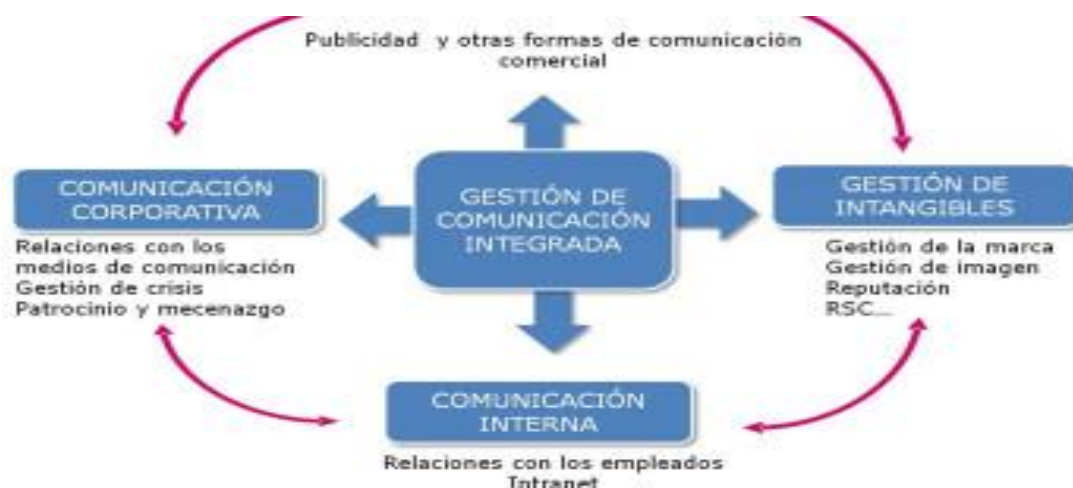 Publicidad y otras formas de comunicación
comercial
COMUNICACIÓN
CORPORATIVA
Relaciones con los
medios de comunicación
Gestión de crisis
Patrocinio y mecenazgo
GESTIÓN DE
COMUNICACIÓN
INTEGRADA
GESTIÓN DE
INTANGIBLES
Gestión de la marca
Gestión de imagen
Reputación
RSC...
COMUNICACIÓN
INTERNA
Relaciones con los empleados
Intranet